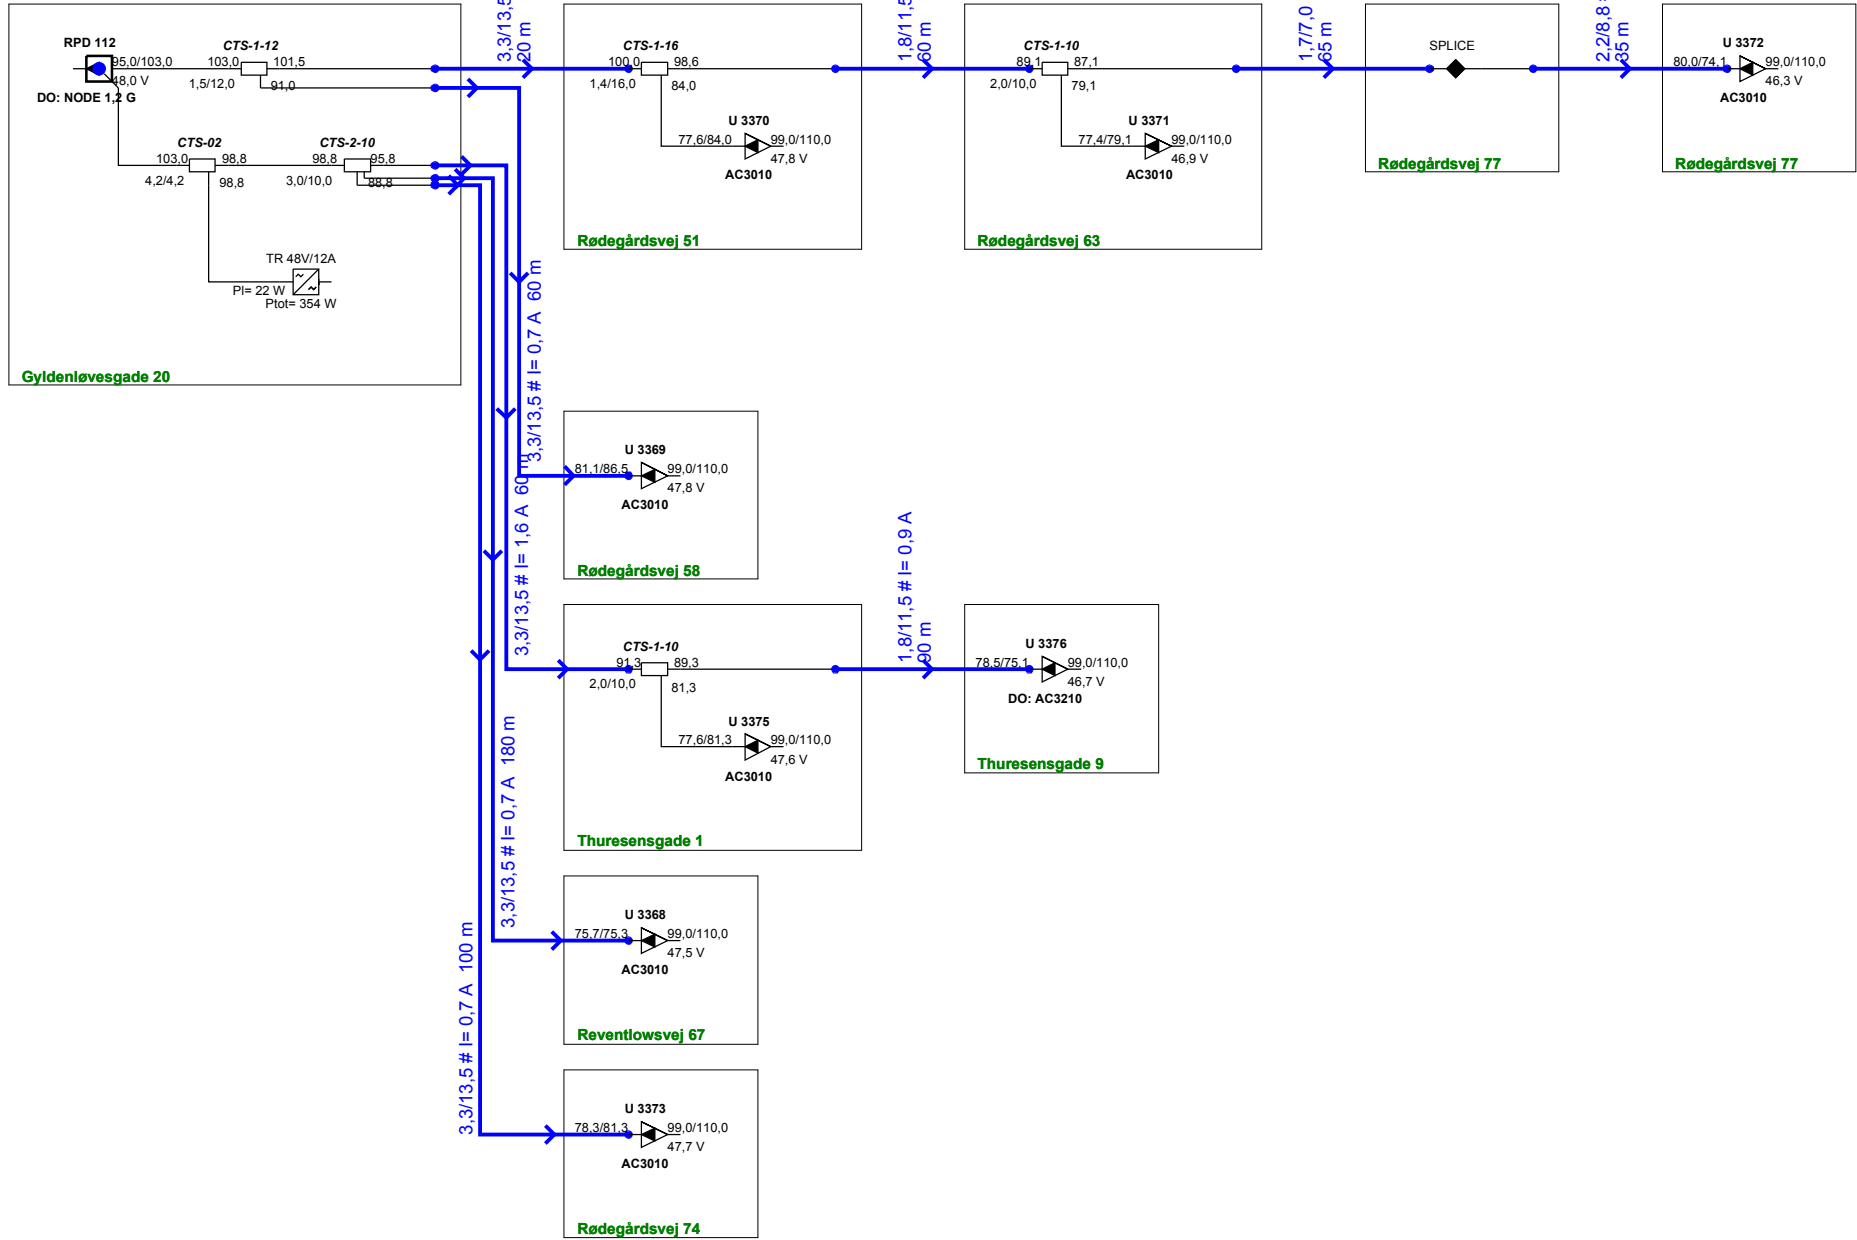 RPD 112
95,0/103,0
48,0 V
DO: NODE 1,2 G
CTS-1-12
103,0
101,5
1,5/12,0
91,0
CTS-02
103,0
98,8
4,2/4,2
98,8
CTS-2-10
98,8
95,8
3,0/10,0
88,8
TR 48V/12A
Pl= 22 W
Ptot= 354 W
Gyldenløvesgade 20
3,3/13,5
20 m
CTS-1-16
100,0
98,6
1,4/16,0
84,0
U 3370
77,6/84,0
99,0/110,0
47,8 V
AC3010
Rødegårdsvej 51
1,8/11,5
60 m
CTS-1-10
89,1
87,1
2,0/10,0
79,1
U 3371
77,4/79,1
99,0/110,0
46,9 V
AC3010
Rødegårdsvej 63
1,7/7,0
65 m
SPLICE
Rødegårdsvej 77
2,2/8,8
35 m
U 3372
80,0/74,1
99,0/110,0
46,3 V
AC3010
Rødegårdsvej 77
3,3/13,5 # I= 0,7 A 60 m
U 3369
81,1/86,5
99,0/110,0
47,8 V
AC3010
Rødegårdsvej 58
3,3/13,5 # I= 1,6 A 60 m
CTS-1-10
91,3
89,3
2,0/10,0
81,3
U 3375
77,6/81,3
99,0/110,0
47,6 V
AC3010
Thuresensgade 1
1,8/11,5 # I= 0,9 A
90 m
U 3376
78,5/75,1
99,0/110,0
46,7 V
DO: AC3210
Thuresensgade 9
3,3/13,5 # I= 0,7 A 180 m
U 3368
75,7/75,3
99,0/110,0
47,5 V
AC3010
Reventlowsvej 67
3,3/13,5 # I= 0,7 A 100 m
U 3373
78,3/81,3
99,0/110,0
47,7 V
AC3010
Rødegårdsvej 74